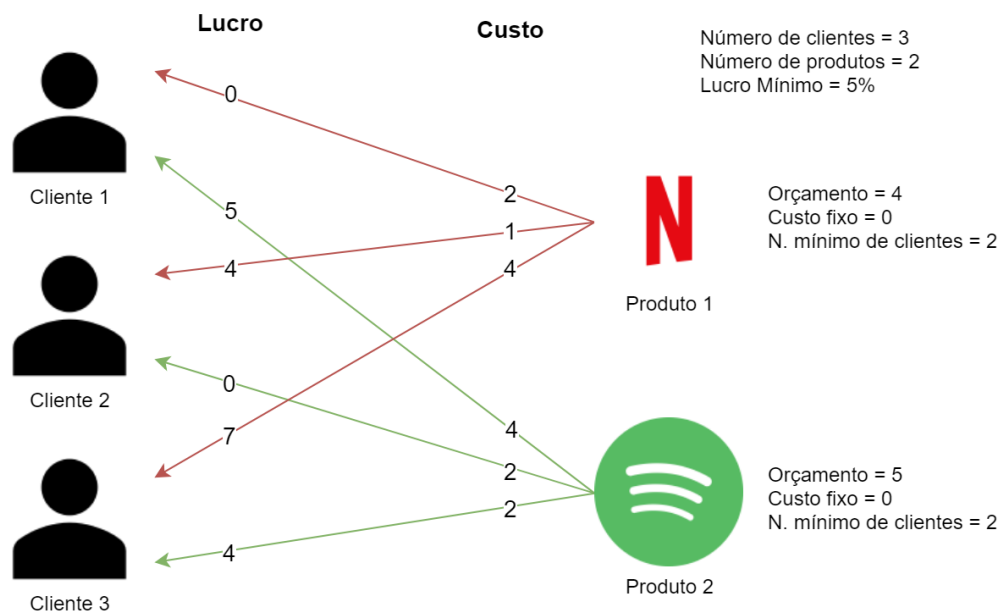 Lucro
Custo
Número de clientes = 3
Número de produtos = 2
Lucro Mínimo = 5%
0
2
Cliente 1
5
1
4
4
N
Orçamento = 4
Custo fixo = 0
N. mínimo de clientes = 2
Produto 1
0
Cliente 2
7
4
2
2
4
Orçamento = 5
Custo fixo = 0
N. mínimo de clientes = 2
Produto 2
Cliente 3